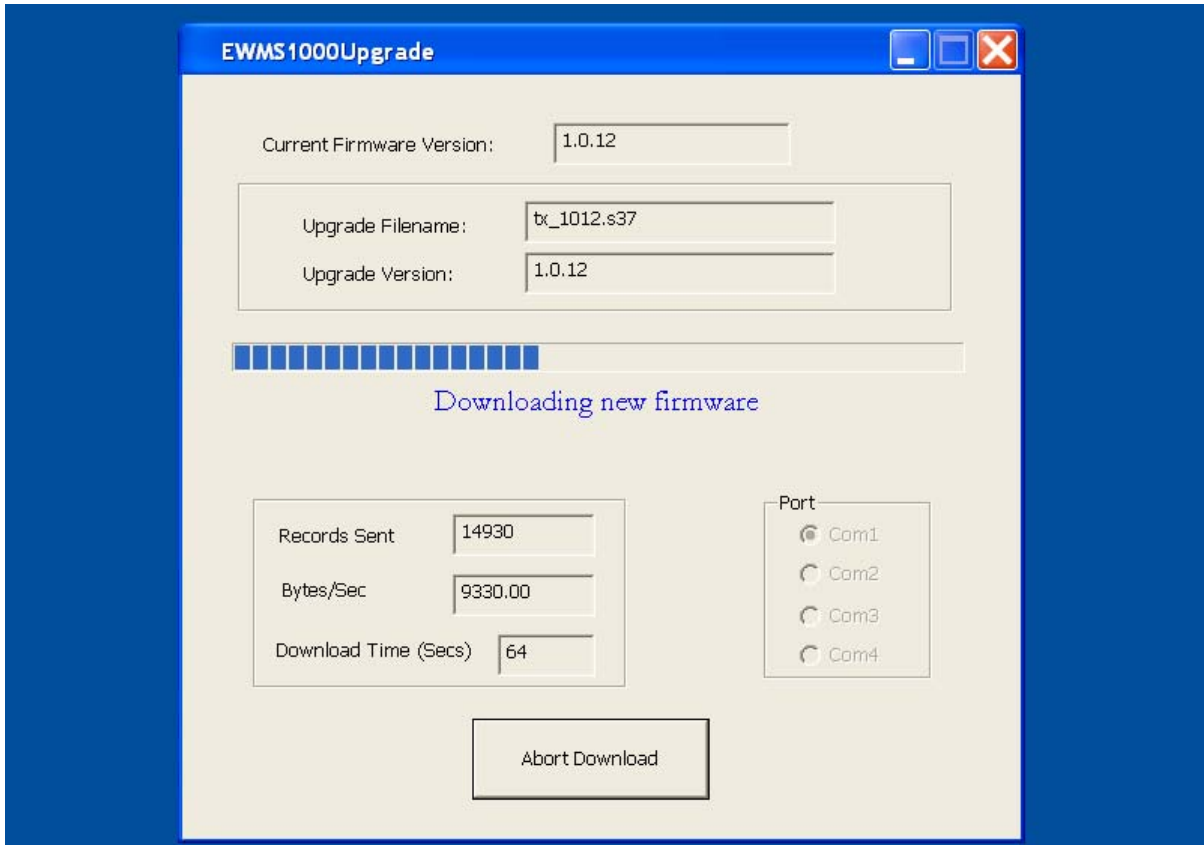 EWMS1000Upgrade
Current Firmware Version: 1.0.12
Upgrade Filename: tx_1012.s37
Upgrade Version: 1.0.12
Downloading new firmware
Records Sent 14930
Bytes/Sec 9330.00
Download Time (Secs) 64
Port
Com1
Com2
Com3
Com4
Abort Download